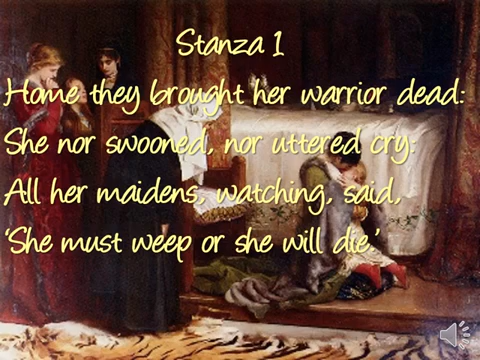 Stanza 1
Home they brought her warrior dead:
She nor swooned, nor uttered cry:
All her maidens, watching, said,
‘She must weep or she will die.’